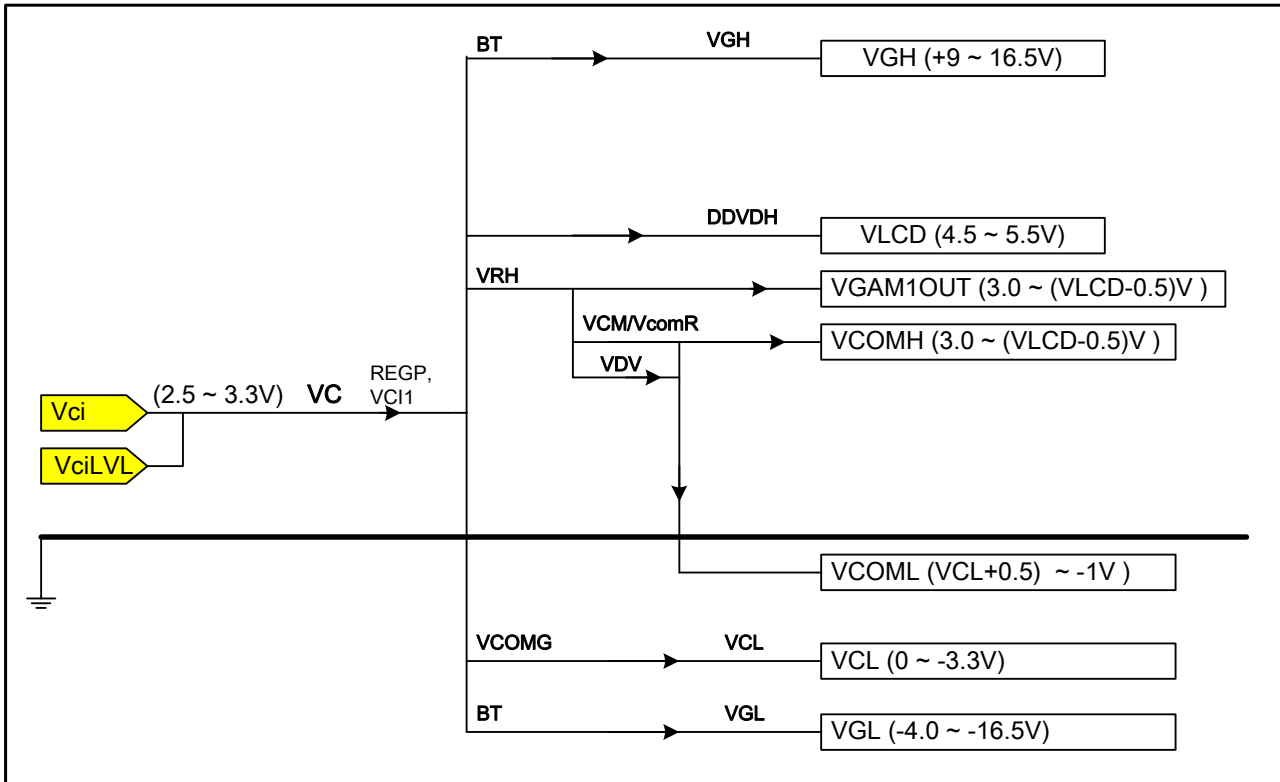 BT
VGH
VGH (+9 ~ 16.5V)
DDVDH
VLCD (4.5 ~ 5.5V)
VRH
VGAM1OUT (3.0 ~ (VLCD-0.5)V )
VCM/VcomR
VCOMH (3.0 ~ (VLCD-0.5)V )
VDV
REGP,
VCI1
(2.5 ~ 3.3V)
VC
Vci
VciLVL
VCOML (VCL+0.5)  ~ -1V )
VCOMG
VCL
VCL (0 ~ -3.3V)
BT
VGL
VGL (-4.0 ~ -16.5V)